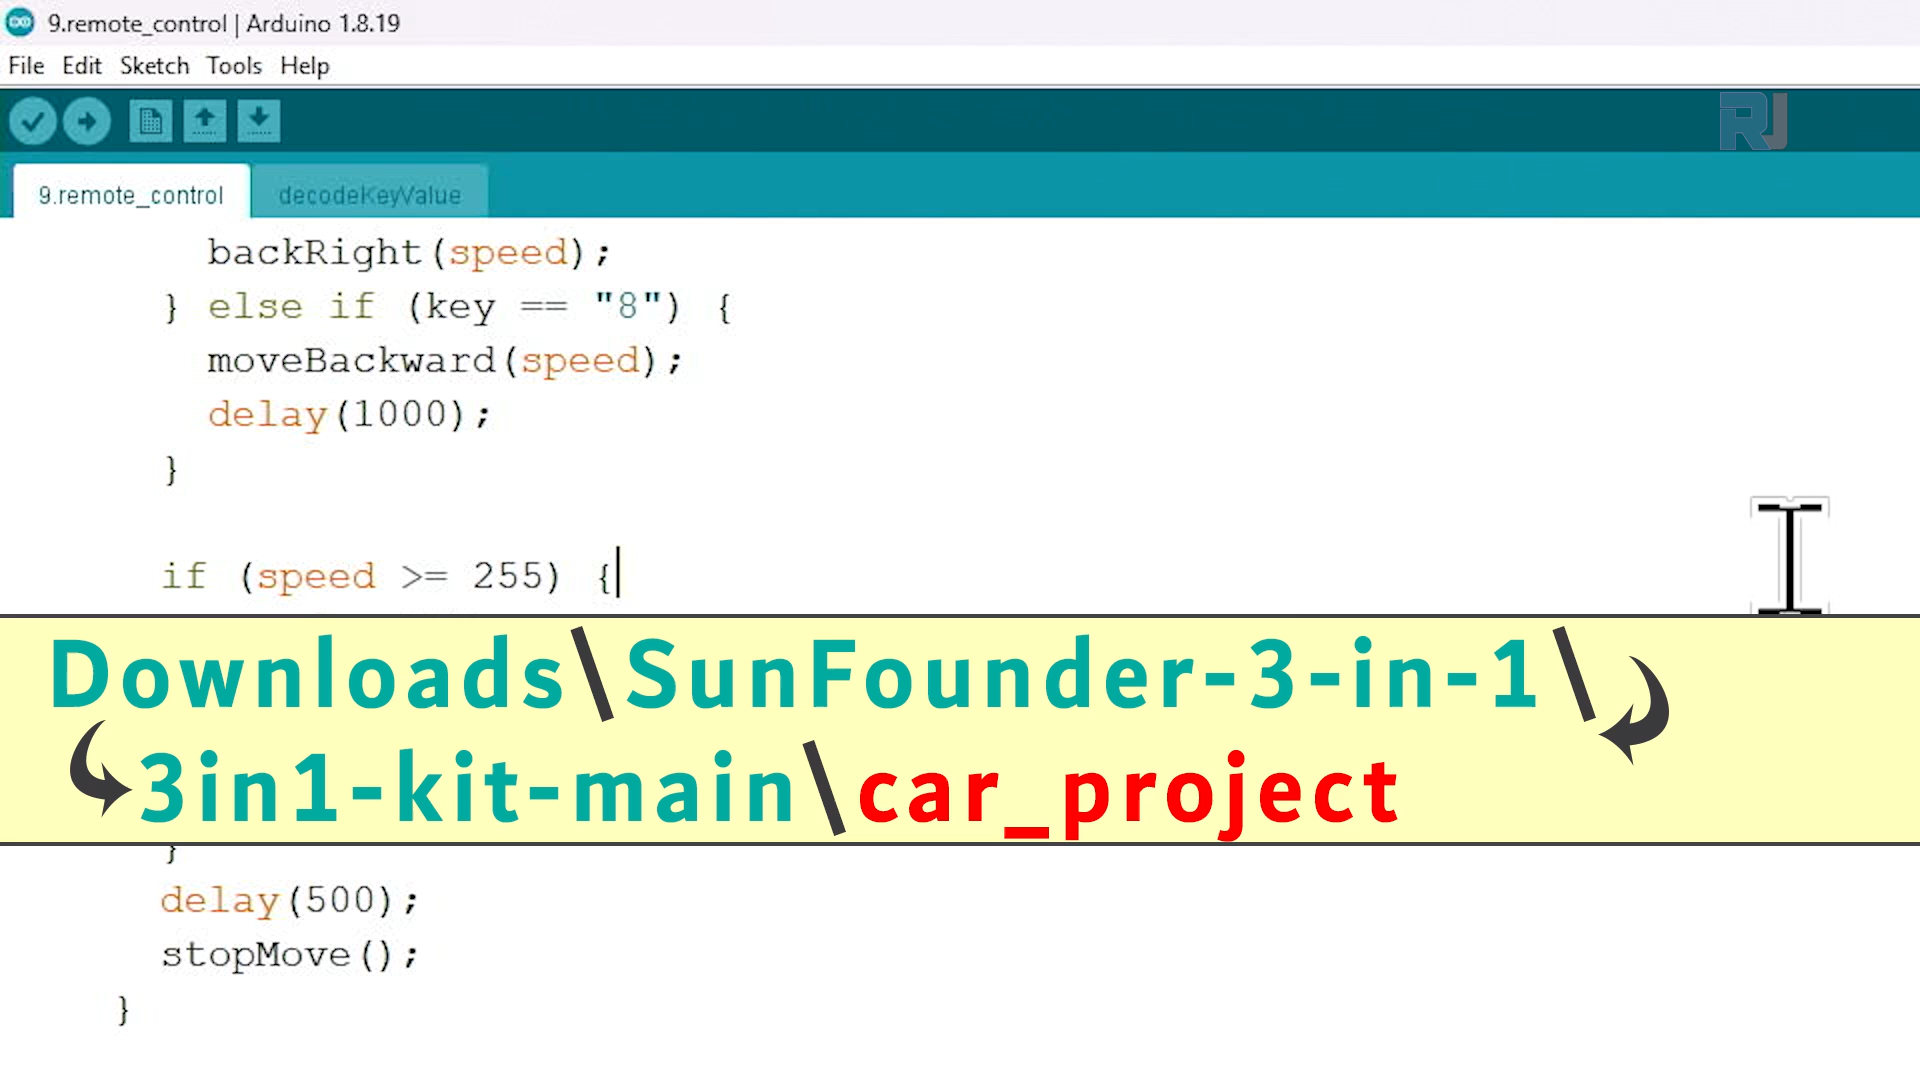 9.remote_control | Arduino 1.8.19
File Edit Sketch Tools Help
RJ
9.remote_control decodeKeyValue
backRight(speed);
} else if (key == "8") {
moveBackward(speed);
delay(1000);
}
if (speed >= 255) {
Downloads\SunFounder-3-in-1\
3in1-kit-main\car_project
}
delay(500);
stopMove();
}